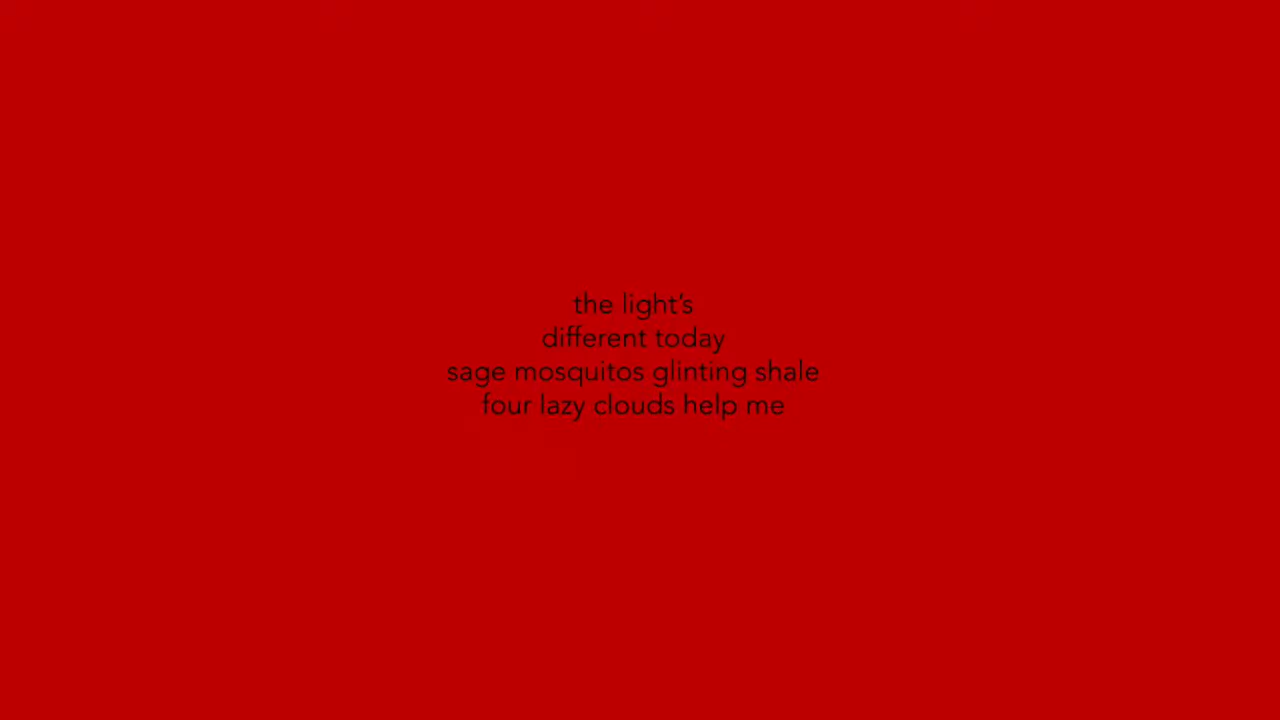 the light’s
different today
sage mosquitos glinting shale
four lazy clouds help me